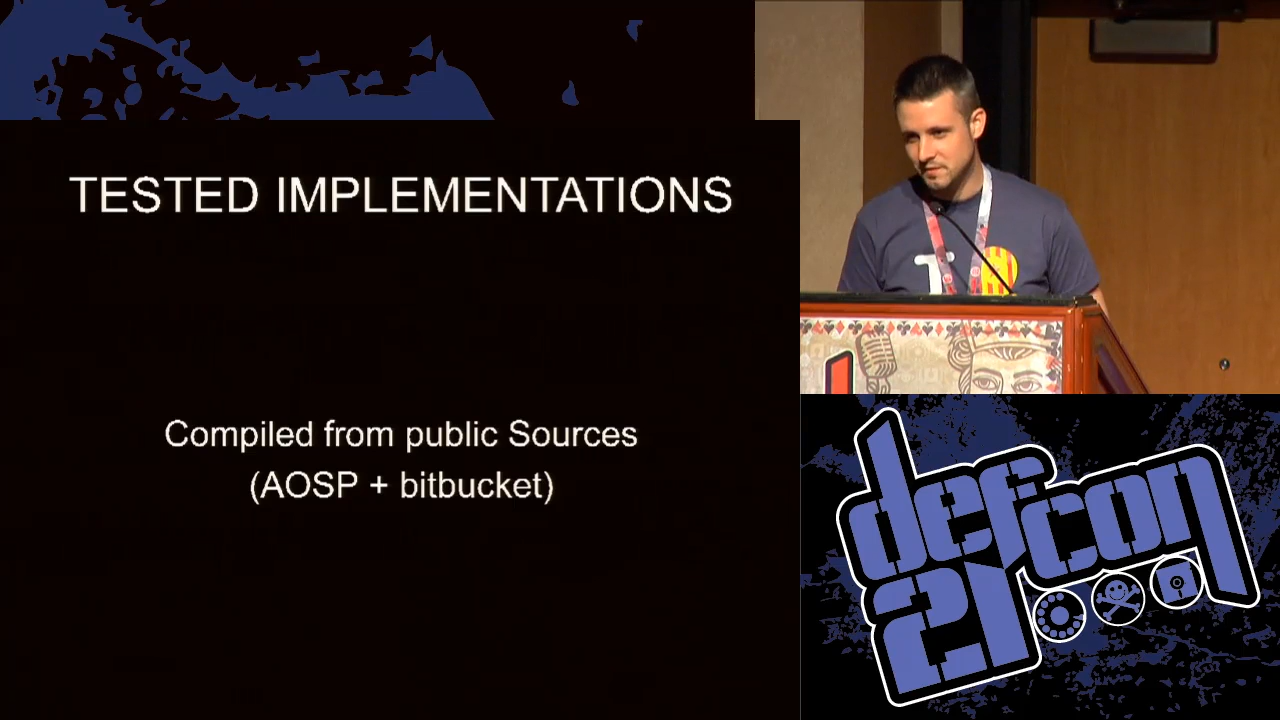 TESTED IMPLEMENTATIONS
Compiled from public Sources
(AOSP + bitbucket)
defcon
21